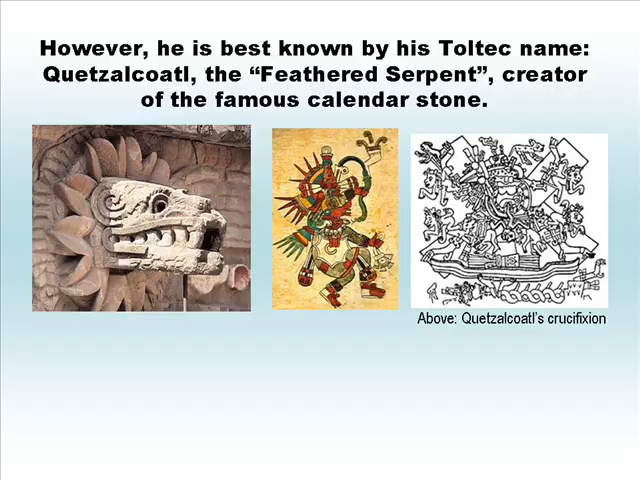 However, he is best known by his Toltec name:
Quetzalcoatl, the “Feathered Serpent”, creator
of the famous calendar stone.
Above: Quetzalcoatl’s crucifixion